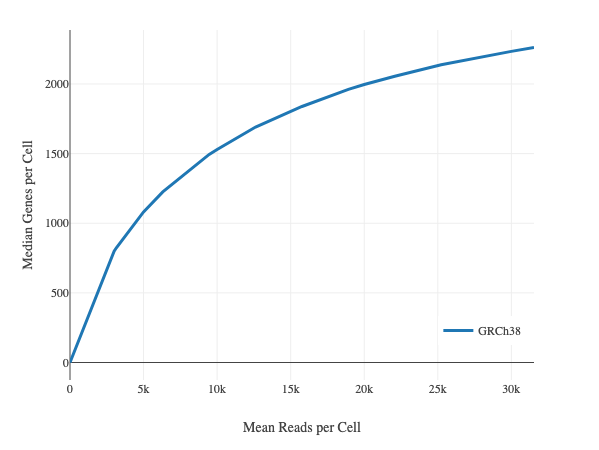 2000
1500
1000
500
0
Median Genes per Cell
GRCh38
0 5k 10k 15k 20k 25k 30k
Mean Reads per Cell